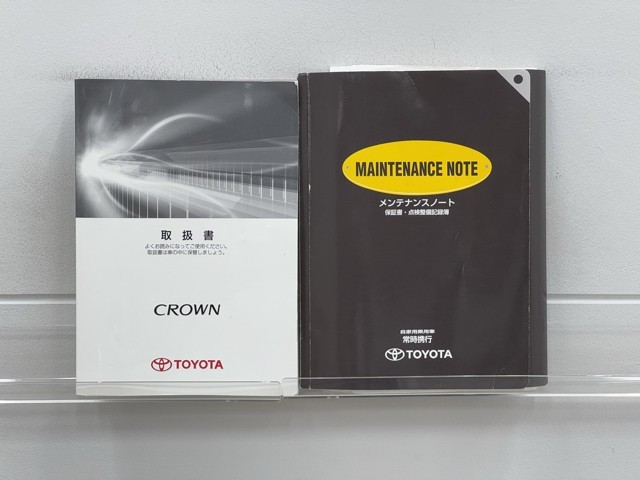 取扱書
よくお読みになってご使用ください。
取扱書は車の中に保管しましょう。
CROWN
TOYOTA
MAINTENANCE NOTE
メンテナンスノート
保証書・点検整備記録簿
自家用乗用車
常時携行
TOYOTA